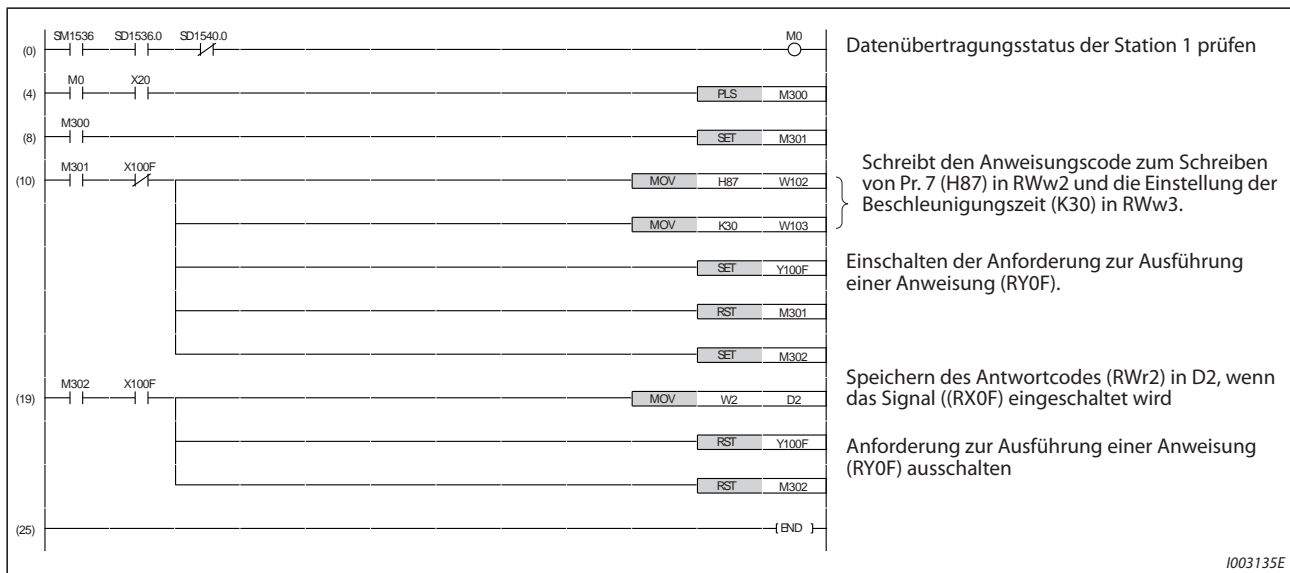 SM1536 SD1536.0 SD1540.0 M0
(0) Datenübertragungsstatus der Station 1 prüfen
M0 X20
(4) PLS M300
M300
(8) SET M301
M301 X100F
(10) MOV H87 W102
Schreibt den Anweisungscode zum Schreiben
von Pr. 7 (H87) in RWw2 und die Einstellung der
Beschleunigungszeit (K30) in RWw3.
MOV K30 W103
SET Y100F
Einschalten der Anforderung zur Ausführung
einer Anweisung (RY0F).
RST M301
SET M302
M302 X100F
(19) MOV W2 D2
Speichern des Antwortcodes (RWr2) in D2, wenn
das Signal ((RX0F) eingeschaltet wird
RST Y100F
Anforderung zur Ausführung einer Anweisung
(RY0F) ausschalten
RST M302
(25) END
I003135E